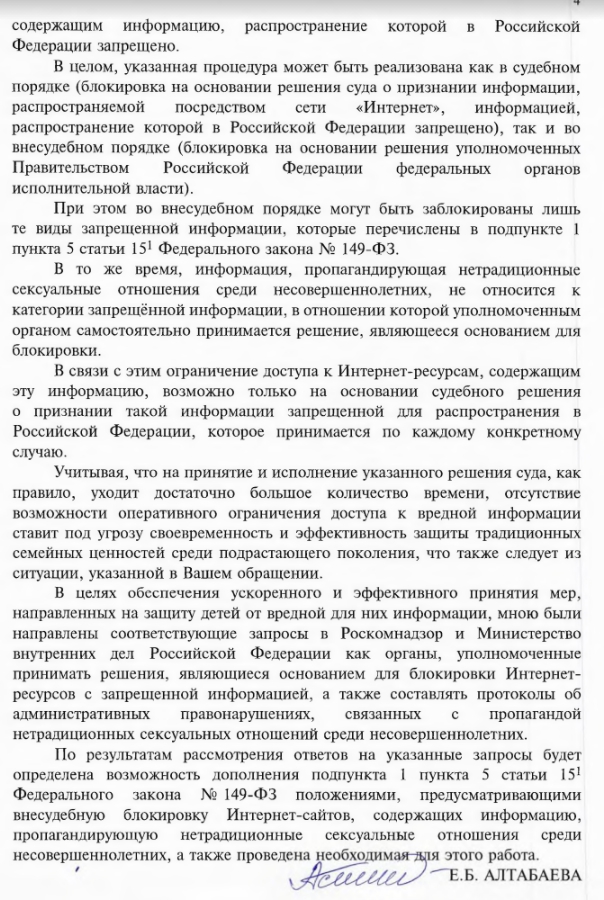 4
содержащим информацию, распространение которой в Российской
Федерации запрещено.
В целом, указанная процедура может быть реализована как в судебном
порядке (блокировка на основании решения суда о признании информации,
распространяемой посредством сети «Интернет», информацией,
распространение которой в Российской Федерации запрещено), так и во
внесудебном порядке (блокировка на основании решения уполномоченных
Правительством Российской Федерации федеральных органов
исполнительной власти).
При этом во внесудебном порядке могут быть заблокированы лишь
те виды запрещенной информации, которые перечислены в подпункте 1
пункта 5 статьи 15¹ Федерального закона № 149-ФЗ.
В то же время, информация, пропагандирующая нетрадиционные
сексуальные отношения среди несовершеннолетних, не относится к
категории запрещённой информации, в отношении которой уполномоченным
органом самостоятельно принимается решение, являющееся основанием для
блокировки.
В связи с этим ограничение доступа к Интернет-ресурсам, содержащим
эту информацию, возможно только на основании судебного решения
о признании такой информации запрещенной для распространения в
Российской Федерации, которое принимается по каждому конкретному
случаю.
Учитывая, что на принятие и исполнение указанного решения суда, как
правило, уходит достаточно большое количество времени, отсутствие
возможности оперативного ограничения доступа к вредной информации
ставит под угрозу своевременность и эффективность защиты традиционных
семейных ценностей среди подрастающего поколения, что также следует из
ситуации, указанной в Вашем обращении.
В целях обеспечения ускоренного и эффективного принятия мер,
направленных на защиту детей от вредной для них информации, мною были
направлены соответствующие запросы в Роскомнадзор и Министерство
внутренних дел Российской Федерации как органы, уполномоченные
принимать решения, являющиеся основанием для блокировки Интернет-
ресурсов с запрещенной информацией, а также составлять протоколы об
административных правонарушениях, связанных с пропагандой
нетрадиционных сексуальных отношений среди несовершеннолетних.
По результатам рассмотрения ответов на указанные запросы будет
определена возможность дополнения подпункта 1 пункта 5 статьи 15¹
Федерального закона № 149-ФЗ положениями, предусматривающими
внесудебную блокировку Интернет-сайтов, содержащих информацию,
пропагандирующую нетрадиционные сексуальные отношения среди
несовершеннолетних, а также проведена необходимая для этого работа.
Е.Б. АЛТАБАЕВА